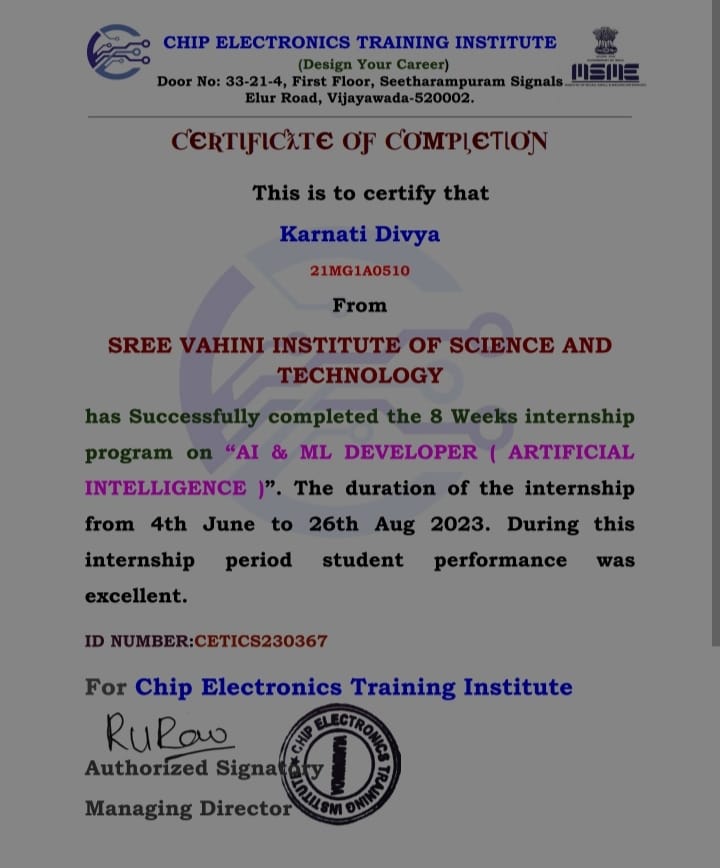 CHIP ELECTRONICS TRAINING INSTITUTE
(Design Your Career)
Door No: 33-21-4, First Floor, Seetharampuram Signals
Elur Road, Vijayawada-520002.
MSME
CERTIFICATE OF COMPLETION
This is to certify that
Karnati Divya
21MG1A0510
From
SREE VAHINI INSTITUTE OF SCIENCE AND
TECHNOLOGY
has Successfully completed the 8 Weeks internship
program on “AI & ML DEVELOPER ( ARTIFICIAL
INTELLIGENCE )”. The duration of the internship
from 4th June to 26th Aug 2023. During this
internship period student performance was
excellent.
ID NUMBER:CETICS230367
For Chip Electronics Training Institute
Authorized Signatory
Managing Director
CHIP ELECTRONICS TRAINING INSTITUTE